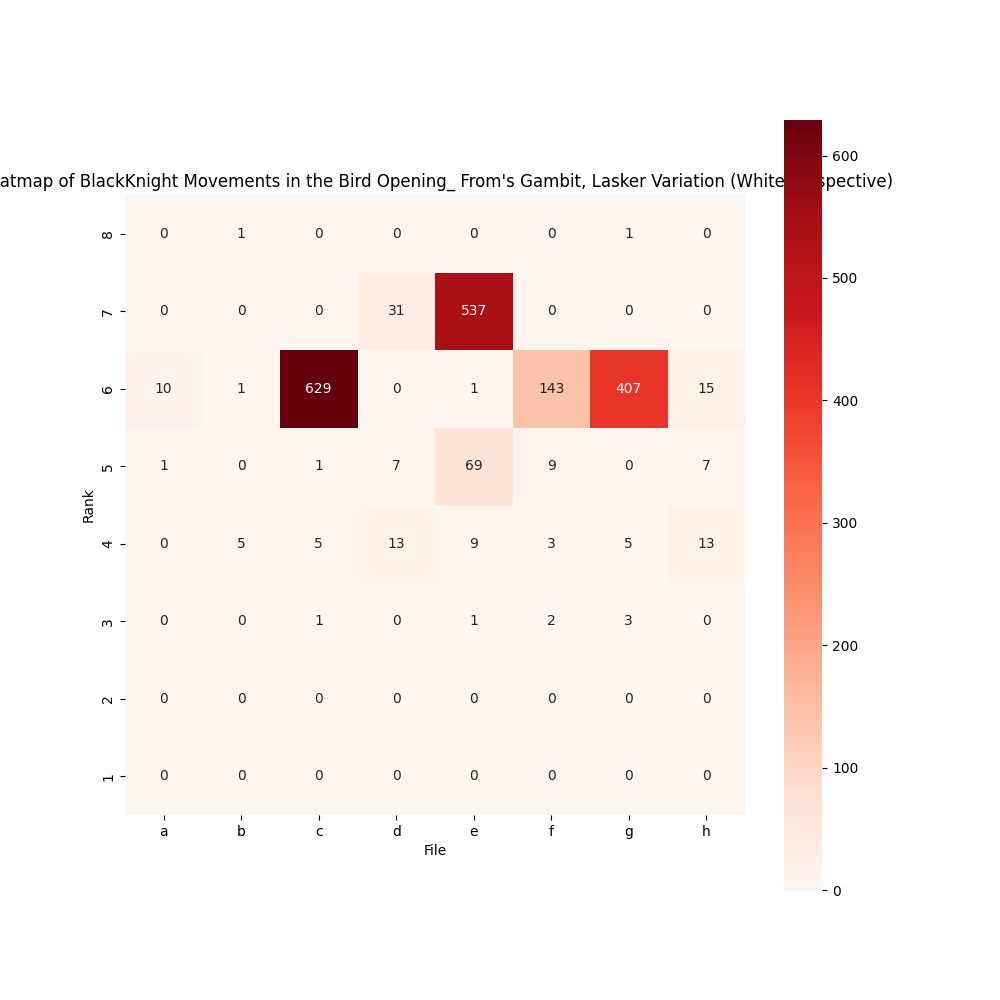 atmap of BlackKnight Movements in the Bird Opening_ From's Gambit, Lasker Variation (White spective)
600
8 0 1 0 0 0 0 1 0
500
7 0 0 0 31 537 0 0 0
6 10 1 629 0 1 143 407 15
400
5 1 0 1 7 69 9 0 7
Rank
300
4 0 5 5 13 9 3 5 13
3 0 0 1 0 1 2 3 0
200
2 0 0 0 0 0 0 0 0
100
1 0 0 0 0 0 0 0 0
a b c d e f g h
File
0